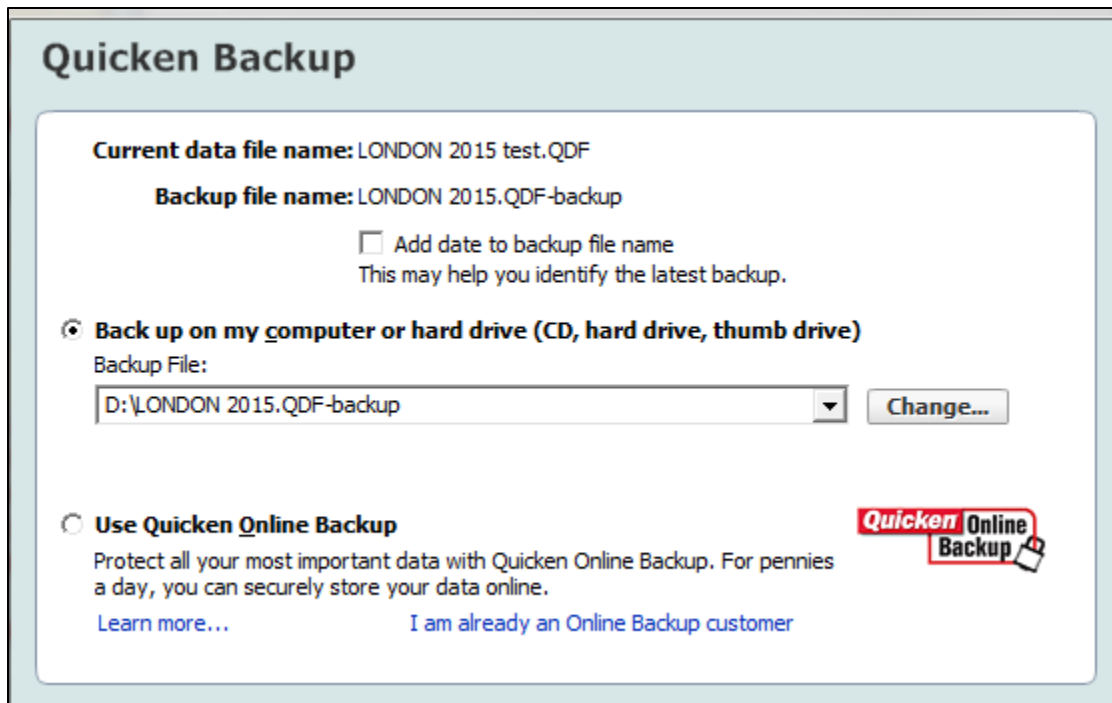 Quicken Backup
Current data file name: LONDON 2015 test.QDF
Backup file name: LONDON 2015.QDF-backup
Add date to backup file name
This may help you identify the latest backup.
Back up on my computer or hard drive (CD, hard drive, thumb drive)
Backup File:
D:\LONDON 2015.QDF-backup
Change...
Use Quicken Online Backup
Quicken Online
Backup
Protect all your most important data with Quicken Online Backup. For pennies
a day, you can securely store your data online.
Learn more... I am already an Online Backup customer